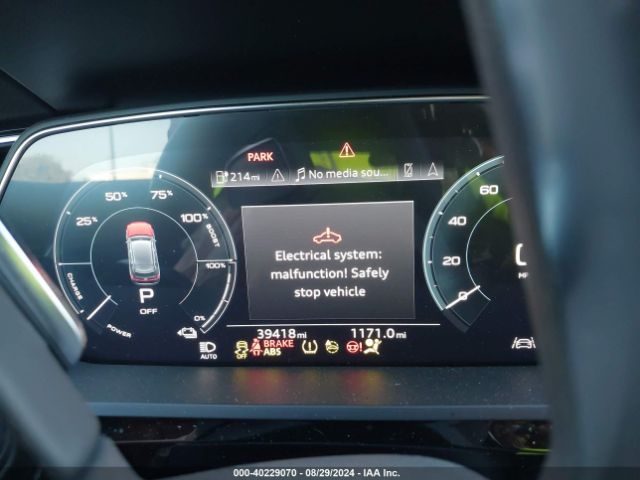 PARK
214mi
No media sou...
50%
75%
25%
100%
BOOST
100%
CHARGE
P
OFF
0%
POWER
Electrical system:
malfunction! Safely
stop vehicle
60
40
20
0
39418mi
1171.0mi
AUTO
OFF
BRAKE
ABS
000-40229070 - 08/29/2024 - IAA Inc.